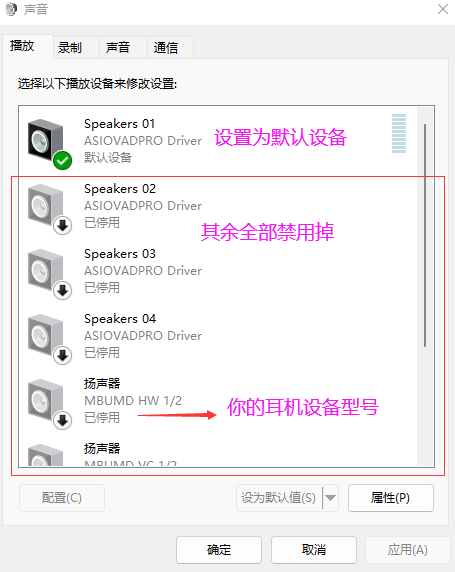 声音
播放
录制
声音
通信
选择以下播放设备来修改设置:
Speakers 01
ASIOVADPRO Driver
默认设备
设置为默认设备
Speakers 02
ASIOVADPRO Driver
已停用
其余全部禁用掉
Speakers 03
ASIOVADPRO Driver
已停用
Speakers 04
ASIOVADPRO Driver
已停用
扬声器
MBUMD HW 1/2
已停用
你的耳机设备型号
扬声器
MBUMD VC 1/2
配置(C)
设为默认值(S)
属性(P)
确定
取消
应用(A)